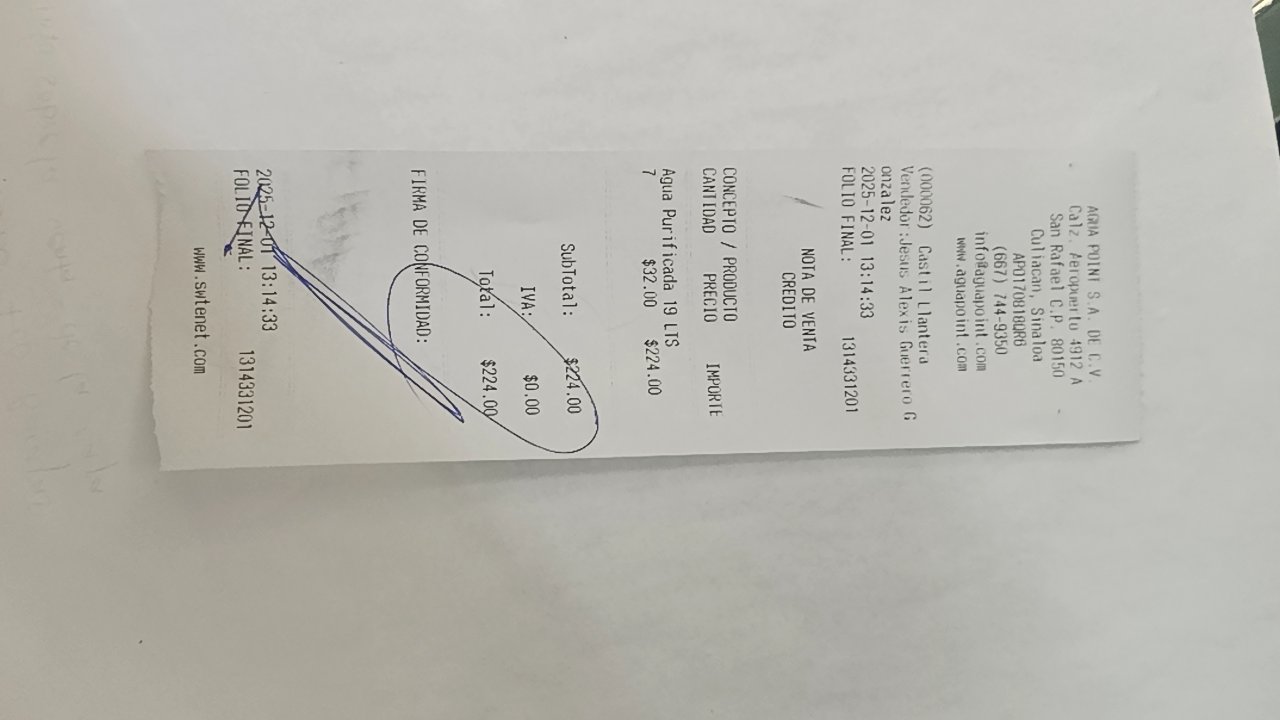 AGUA POINT S.A. DE C.V.
Calz. Aeropuerto 4912 A
San Rafael C.P. 80150
Culiacan, Sinaloa
APO170818QR6
(667) 744-9350
info@aguapoint.com
www.aguapoint.com
(000062) Castil Llantera
Vendedor:Jesus Alexis Guerrero G
onzalez
2025-12-01 13:14:33
FOLIO FINAL: 1314331201
NOTA DE VENTA
CREDITO
CONCEPTO / PRODUCTO
CANTIDAD PRECIO IMPORTE
Agua Purificada 19 LTS
7 $32.00 $224.00
SubTotal: $224.00
IVA: $0.00
Total: $224.00
FIRMA DE CONFORMIDAD:
2025-12-01 13:14:33
FOLIO FINAL: 1314331201
www.swtenet.com